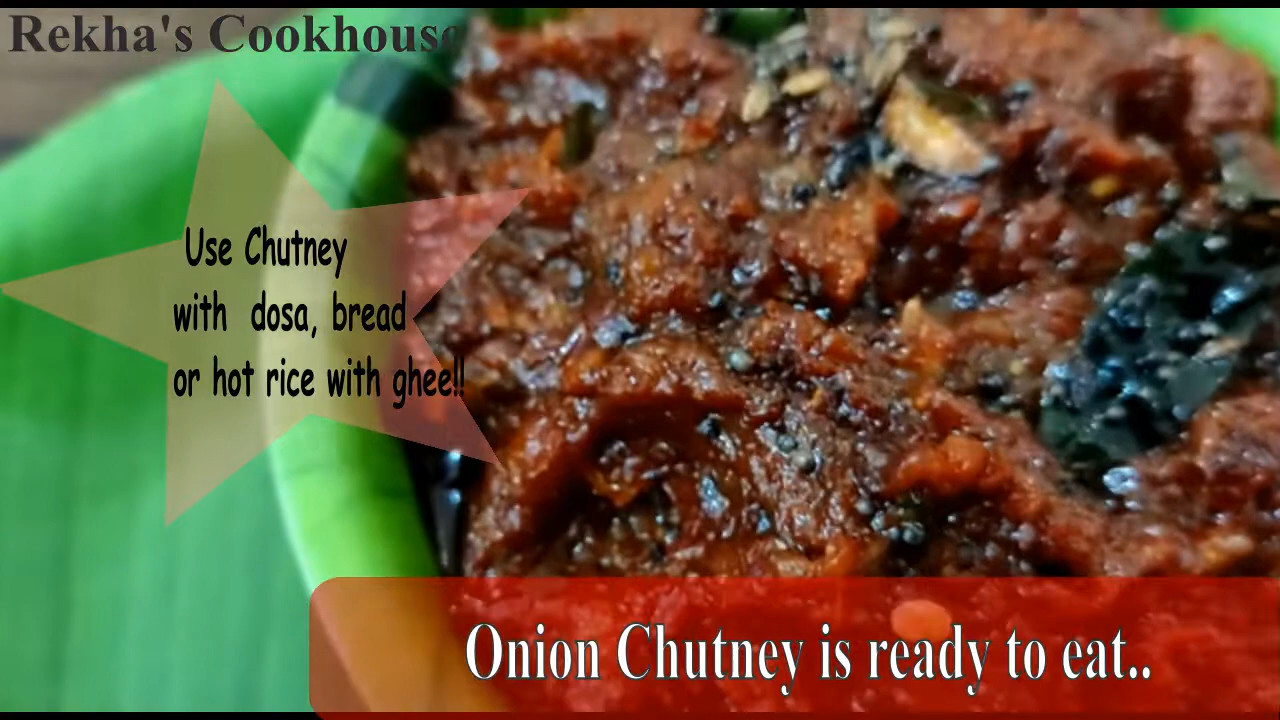 Rekha's Cookhouse
Use Chutney
with dosa, bread
or hot rice with ghee!!
Onion Chutney is ready to eat..